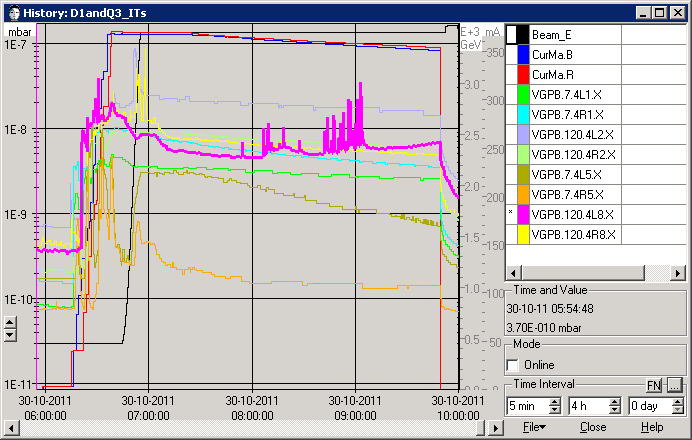 History: D1andQ3_ITs
mbar
E+3 mA
GeV
1E-7
1E-8
1E-9
1E-10
1E-11
3.5
3.0
2.5
2.0
1.5
1.0
0.5
0.0
350
300
250
200
150
100
50
0
30-10-2011 30-10-2011 30-10-2011 30-10-2011 30-10-2011
06:00:00 07:00:00 08:00:00 09:00:00 10:00:00
Beam_E
CurMa.B
CurMa.R
VGPB.7.4L1.X
VGPB.7.4R1.X
VGPB.120.4L2.X
VGPB.120.4R2.X
VGPB.7.4L5.X
VGPB.7.4R5.X
* VGPB.120.4L8.X
VGPB.120.4R8.X
Time and Value
30-10-11 05:54:48
3.70E-010 mbar
Mode
Online
Time Interval FN ...
5 min 4 h 0 day
File Close Help